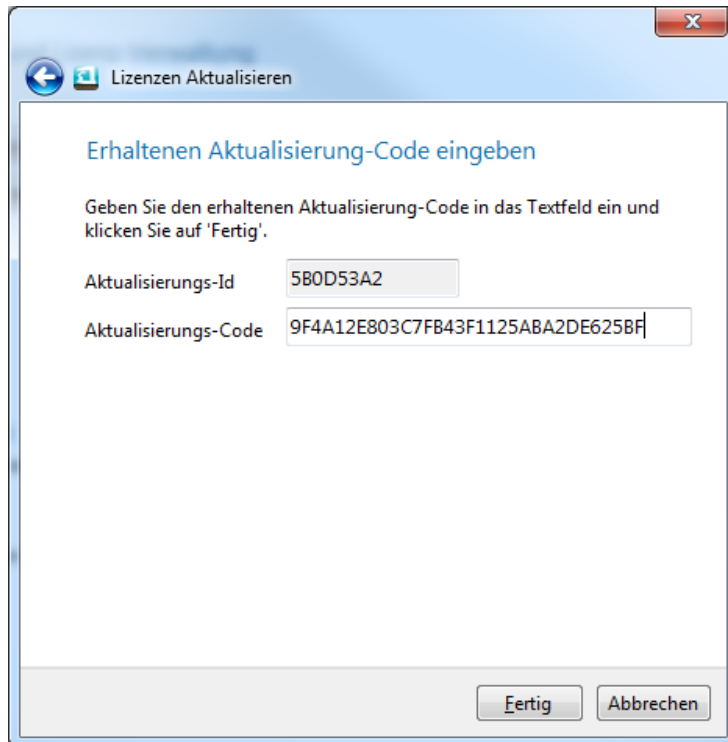 Lizenzen Aktualisieren
Erhaltenen Aktualisierung-Code eingeben
Geben Sie den erhaltenen Aktualisierung-Code in das Textfeld ein und
klicken Sie auf 'Fertig'.
Aktualisierungs-Id 5B0D53A2
Aktualisierungs-Code 9F4A12E803C7FB43F1125ABA2DE625BF
Fertig Abbrechen